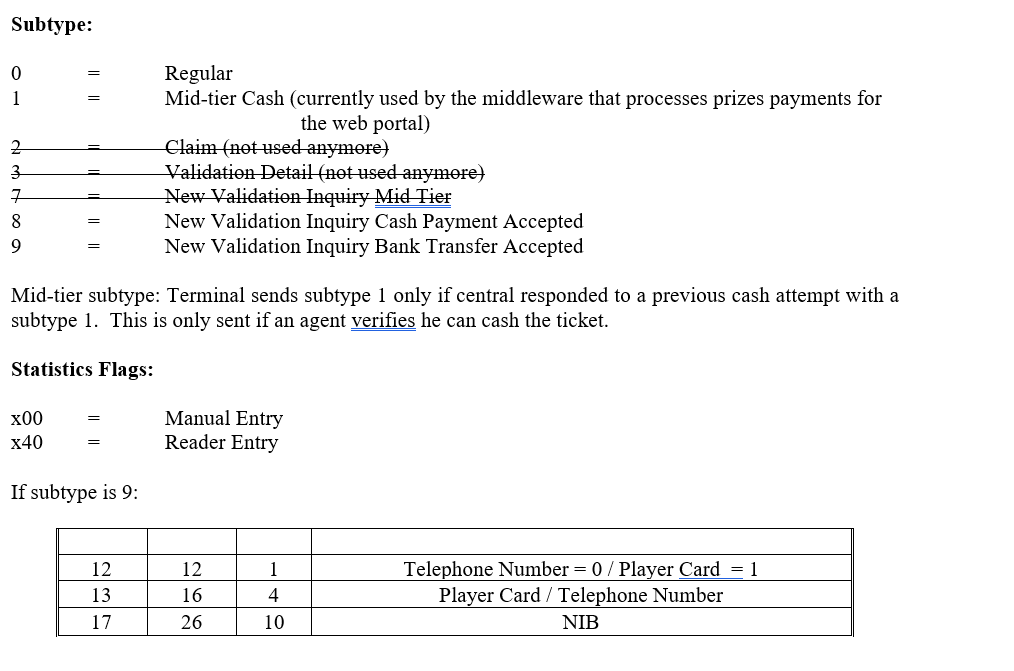 Subtype:
0 = Regular
1 = Mid-tier Cash (currently used by the middleware that processes prizes payments for
the web portal)
2 = Claim (not used anymore)
3 = Validation Detail (not used anymore)
7 = New Validation Inquiry Mid Tier
8 = New Validation Inquiry Cash Payment Accepted
9 = New Validation Inquiry Bank Transfer Accepted
Mid-tier subtype: Terminal sends subtype 1 only if central responded to a previous cash attempt with a
subtype 1. This is only sent if an agent verifies he can cash the ticket.
Statistics Flags:
x00 = Manual Entry
x40 = Reader Entry
If subtype is 9:
12 12 1 Telephone Number = 0 / Player Card = 1
13 16 4 Player Card / Telephone Number
17 26 10 NIB